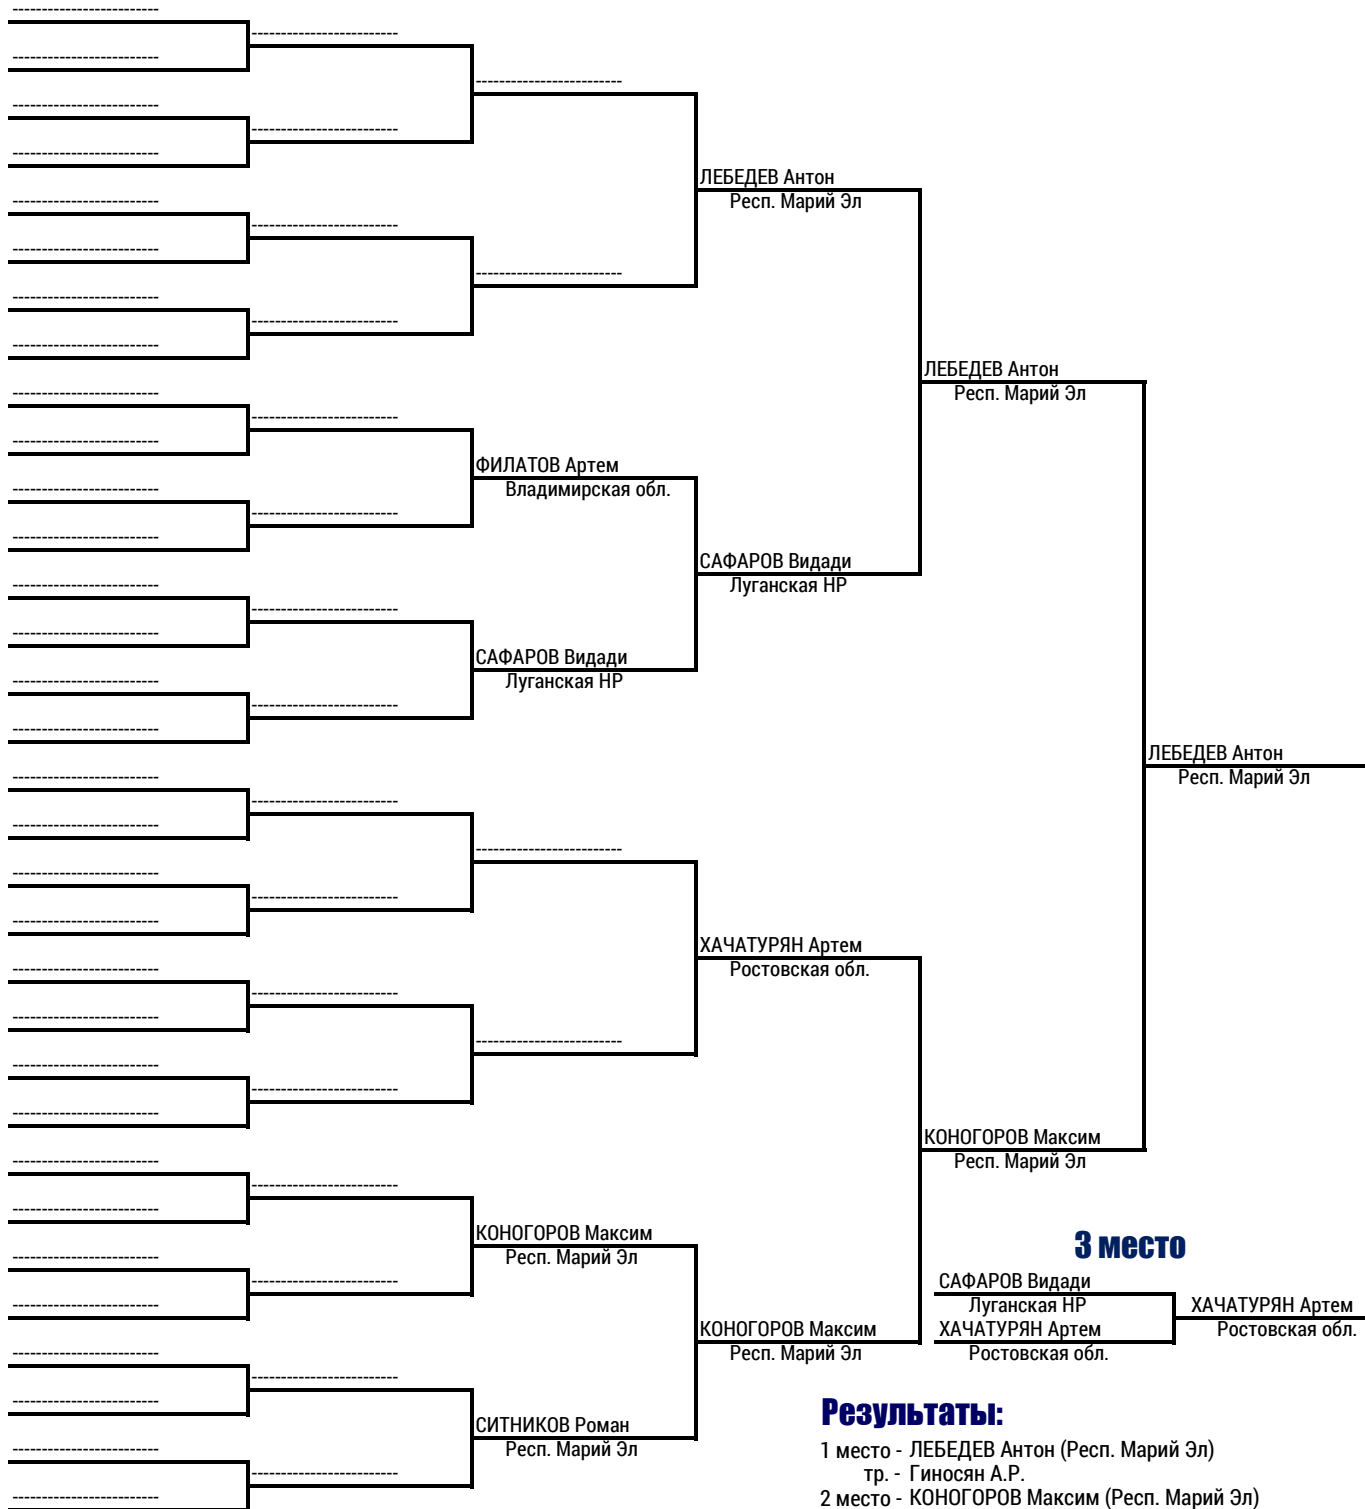 ЛЕБЕДЕВ Антон
Респ. Марий Эл
ЛЕБЕДЕВ Антон
Респ. Марий Эл
ФИЛАТОВ Артем
Владимирская обл.
САФАРОВ Видади
Луганская НР
САФАРОВ Видади
Луганская НР
ЛЕБЕДЕВ Антон
Респ. Марий Эл
ХАЧАТУРЯН Артем
Ростовская обл.
КОНОГОРОВ Максим
Респ. Марий Эл
КОНОГОРОВ Максим
Респ. Марий Эл
3 место
САФАРОВ Видади
Луганская НР
ХАЧАТУРЯН Артем
Ростовская обл.
ХАЧАТУРЯН Артем
Ростовская обл.
КОНОГОРОВ Максим
Респ. Марий Эл
СИТНИКОВ Роман
Респ. Марий Эл
Результаты:
1 место - ЛЕБЕДЕВ Антон (Респ. Марий Эл)
тр. - Гиносян А.Р.
2 место - КОНОГОРОВ Максим (Респ. Марий Эл)